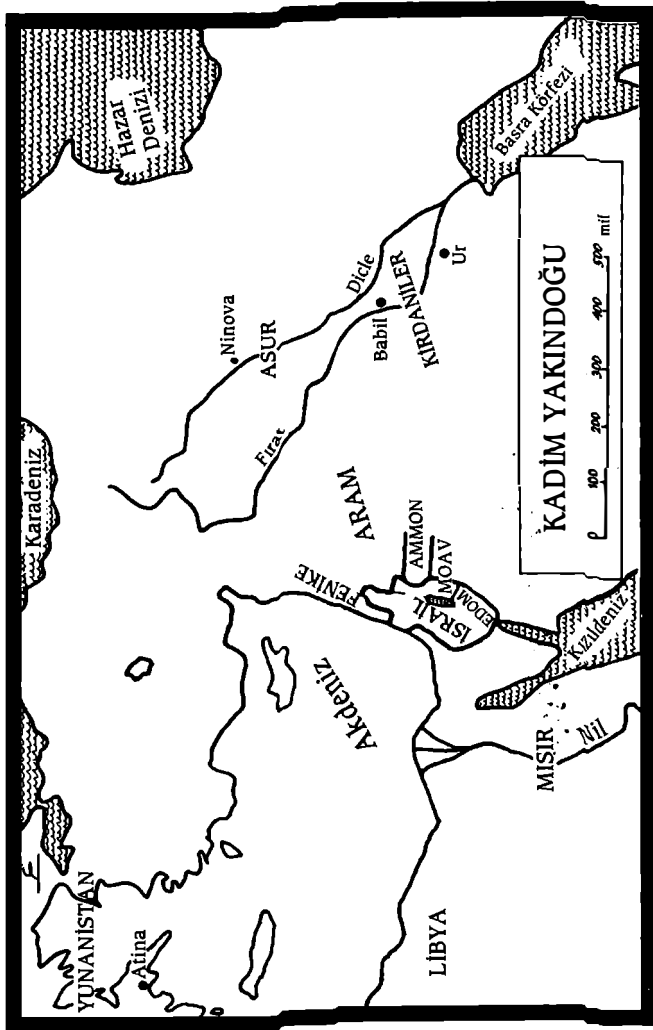 Karadeniz
Hazar
Denizi
YUNANİSTAN
Atina
Ninova
ASUR
Dicle
Fırat
Babil
KİRDANİLER
Ur
Basra Körfezi
ARAM
FENİKE
AMMON
MOAV
İSRAİL
EDOM
Akdeniz
LİBYA
MISIR
Nil
Kızıldeniz
KADİM YAKINDOĞU
0 100 200 300 400 500 mil